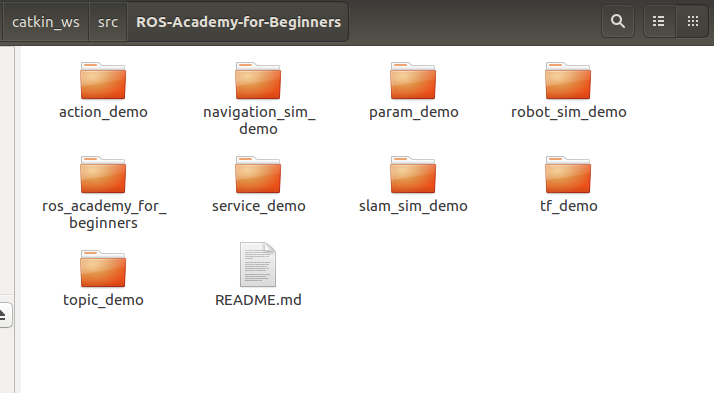 catkin_ws src ROS-Academy-for-Beginners
action_demo
navigation_sim_
demo
param_demo
robot_sim_demo
ros_academy_for_
beginners
service_demo
slam_sim_demo
tf_demo
topic_demo
README.md